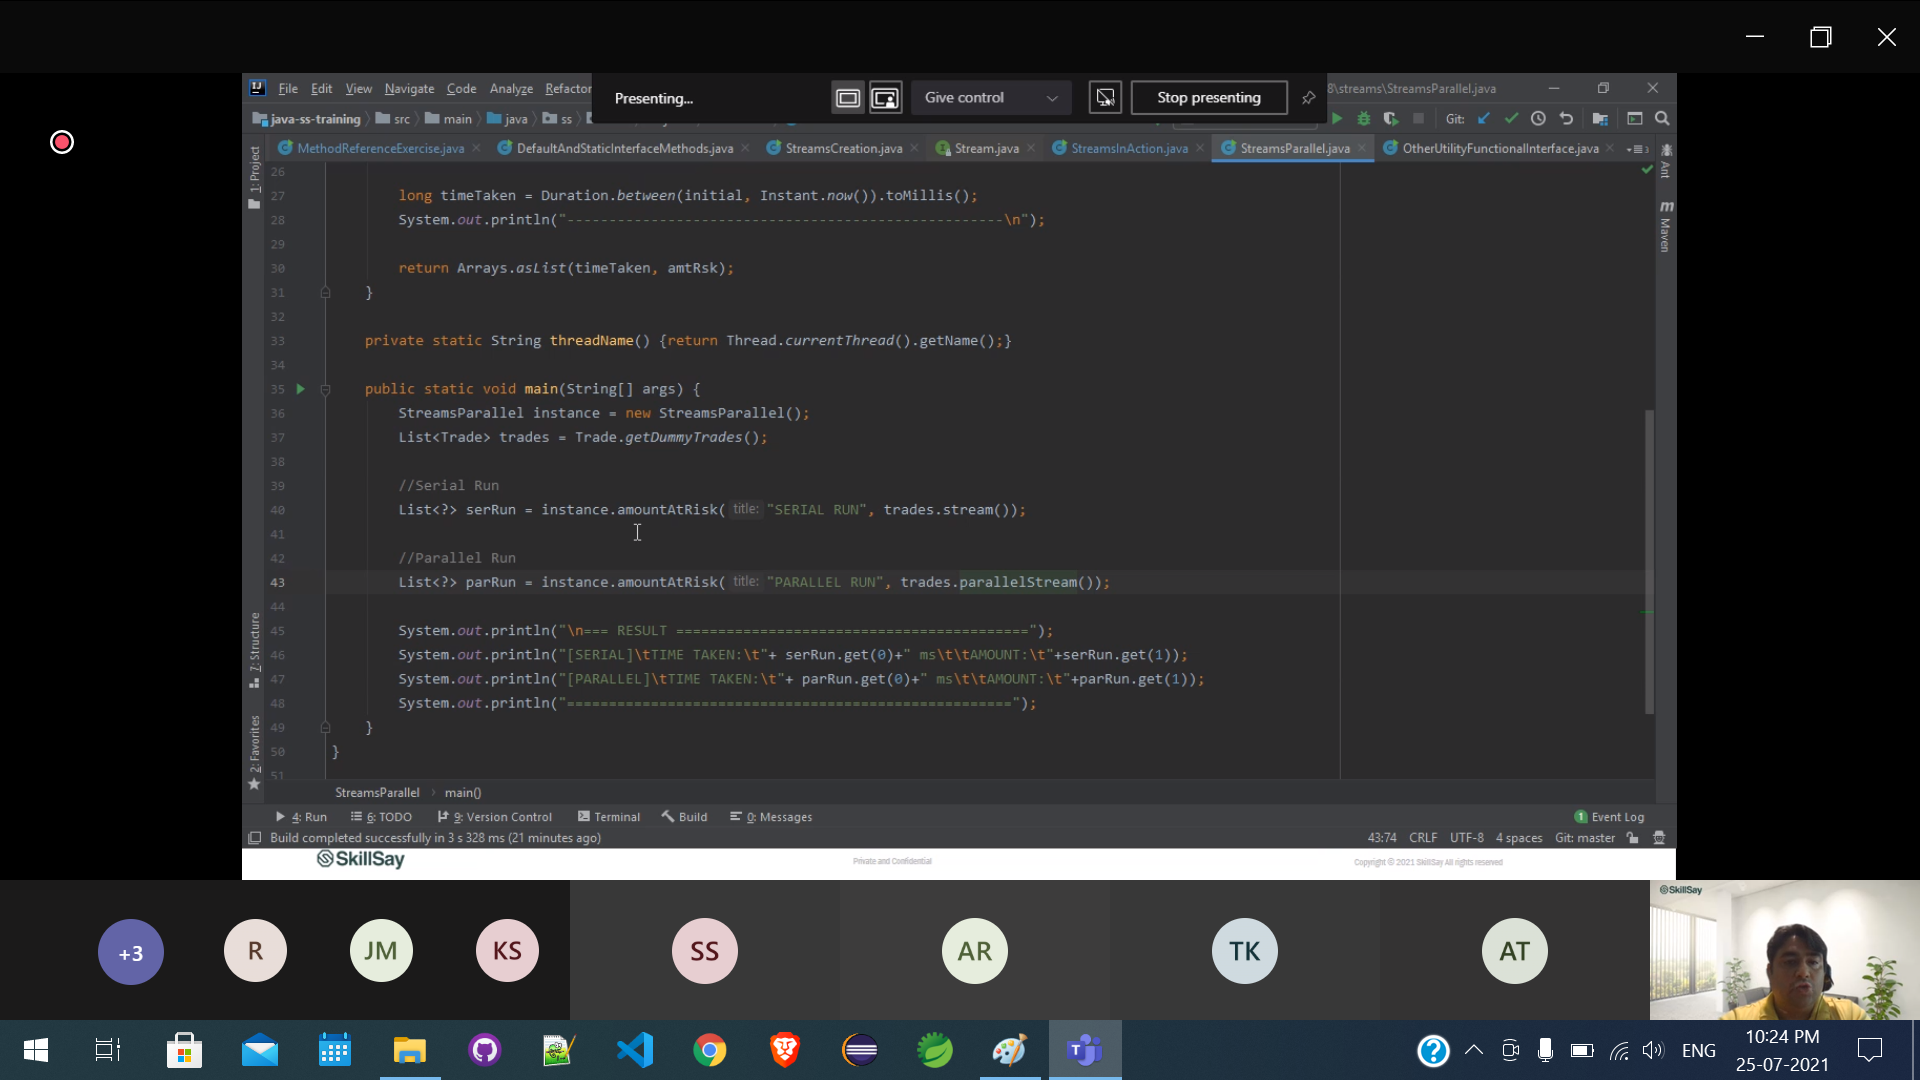 File Edit View Navigate Code Analyze Refactor
Presenting...
Give control
Stop presenting
8\streams\StreamsParallel.java
java-ss-training src main java ss
Git:
MethodReferenceExercise.java DefaultAndStaticInterfaceMethods.java StreamsCreation.java Stream.java StreamsInAction.java StreamsParallel.java OtherUtilityFunctionalInterface.java
1: Project
7: Structure
2: Favorites
Ant
Maven
26
27 long timeTaken = Duration.between(initial, Instant.now()).toMillis();
28 System.out.println("----------------------------------------------------\n");
29
30 return Arrays.asList(timeTaken, amtRsk);
31 }
32
33 private static String threadName() {return Thread.currentThread().getName();}
34
35 public static void main(String[] args) {
36 StreamsParallel instance = new StreamsParallel();
37 List<Trade> trades = Trade.getDummyTrades();
38
39 //Serial Run
40 List<?> serRun = instance.amountAtRisk( title: "SERIAL RUN", trades.stream());
41
42 //Parallel Run
43 List<?> parRun = instance.amountAtRisk( title: "PARALLEL RUN", trades.parallelStream());
44
45 System.out.println("\n=== RESULT ==========================================");
46 System.out.println("[SERIAL]\tTIME TAKEN:\t"+ serRun.get(0)+" ms\t\tAMOUNT:\t"+serRun.get(1));
47 System.out.println("[PARALLEL]\tTIME TAKEN:\t"+ parRun.get(0)+" ms\t\tAMOUNT:\t"+parRun.get(1));
48 System.out.println("=====================================================");
49 }
50 }
51
StreamsParallel main()
4: Run 6: TODO 9: Version Control Terminal Build 0: Messages
1 Event Log
Build completed successfully in 3 s 328 ms (21 minutes ago)
43:74 CRLF UTF-8 4 spaces Git: master
SkillSay
Private and Confidential
Copyright © 2021 SkillSay All rights reserved
+3 R JM KS SS AR TK AT
SkillSay
ENG
10:24 PM
25-07-2021